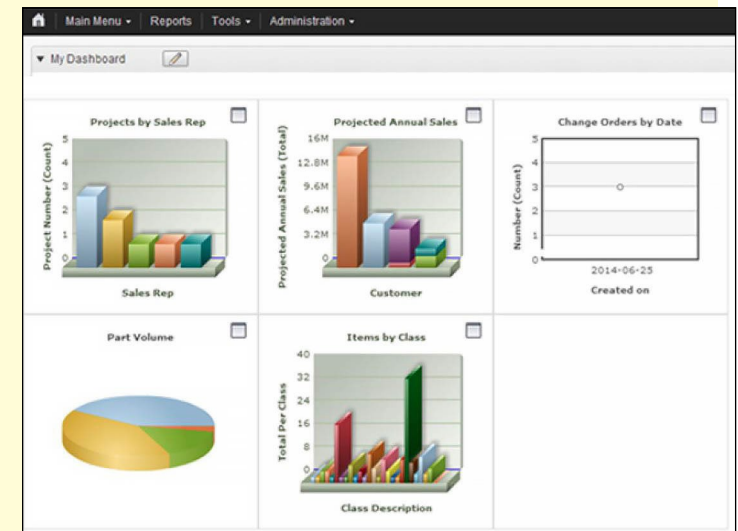 Main Menu Reports Tools Administration
My Dashboard
Projects by Sales Rep
Project Number (Count)
5
4
3
2
1
0
Sales Rep
Projected Annual Sales
Projected Annual Sales (Total)
16M
12.8M
9.6M
6.4M
3.2M
0
Customer
Change Orders by Date
Number (Count)
5
4
3
2
1
0
2014-06-25
Created on
Part Volume
Items by Class
Total Per Class
40
32
24
16
8
0
Class Description